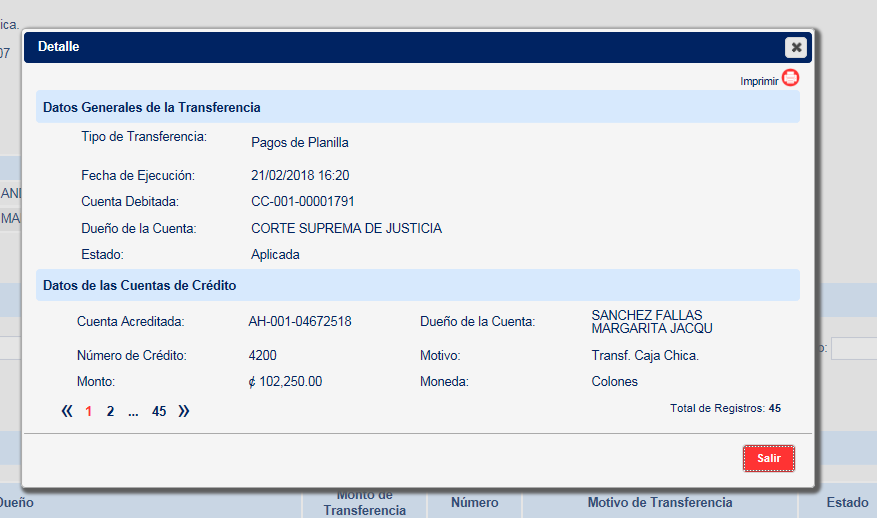 ica.
07
Detalle
Imprimir
Datos Generales de la Transferencia
Tipo de Transferencia: Pagos de Planilla
Fecha de Ejecución: 21/02/2018 16:20
Cuenta Debitada: CC-001-00001791
Dueño de la Cuenta: CORTE SUPREMA DE JUSTICIA
Estado: Aplicada
ANI
MA
Datos de las Cuentas de Crédito
Cuenta Acreditada: AH-001-04672518 Dueño de la Cuenta: SANCHEZ FALLAS
MARGARITA JACQU
Número de Crédito: 4200 Motivo: Transf. Caja Chica.
o:
Monto: ¢ 102,250.00 Moneda: Colones
« 1 2 ... 45 » Total de Registros: 45
Salir
Dueño Monto de
Transferencia Número Motivo de Transferencia Estado